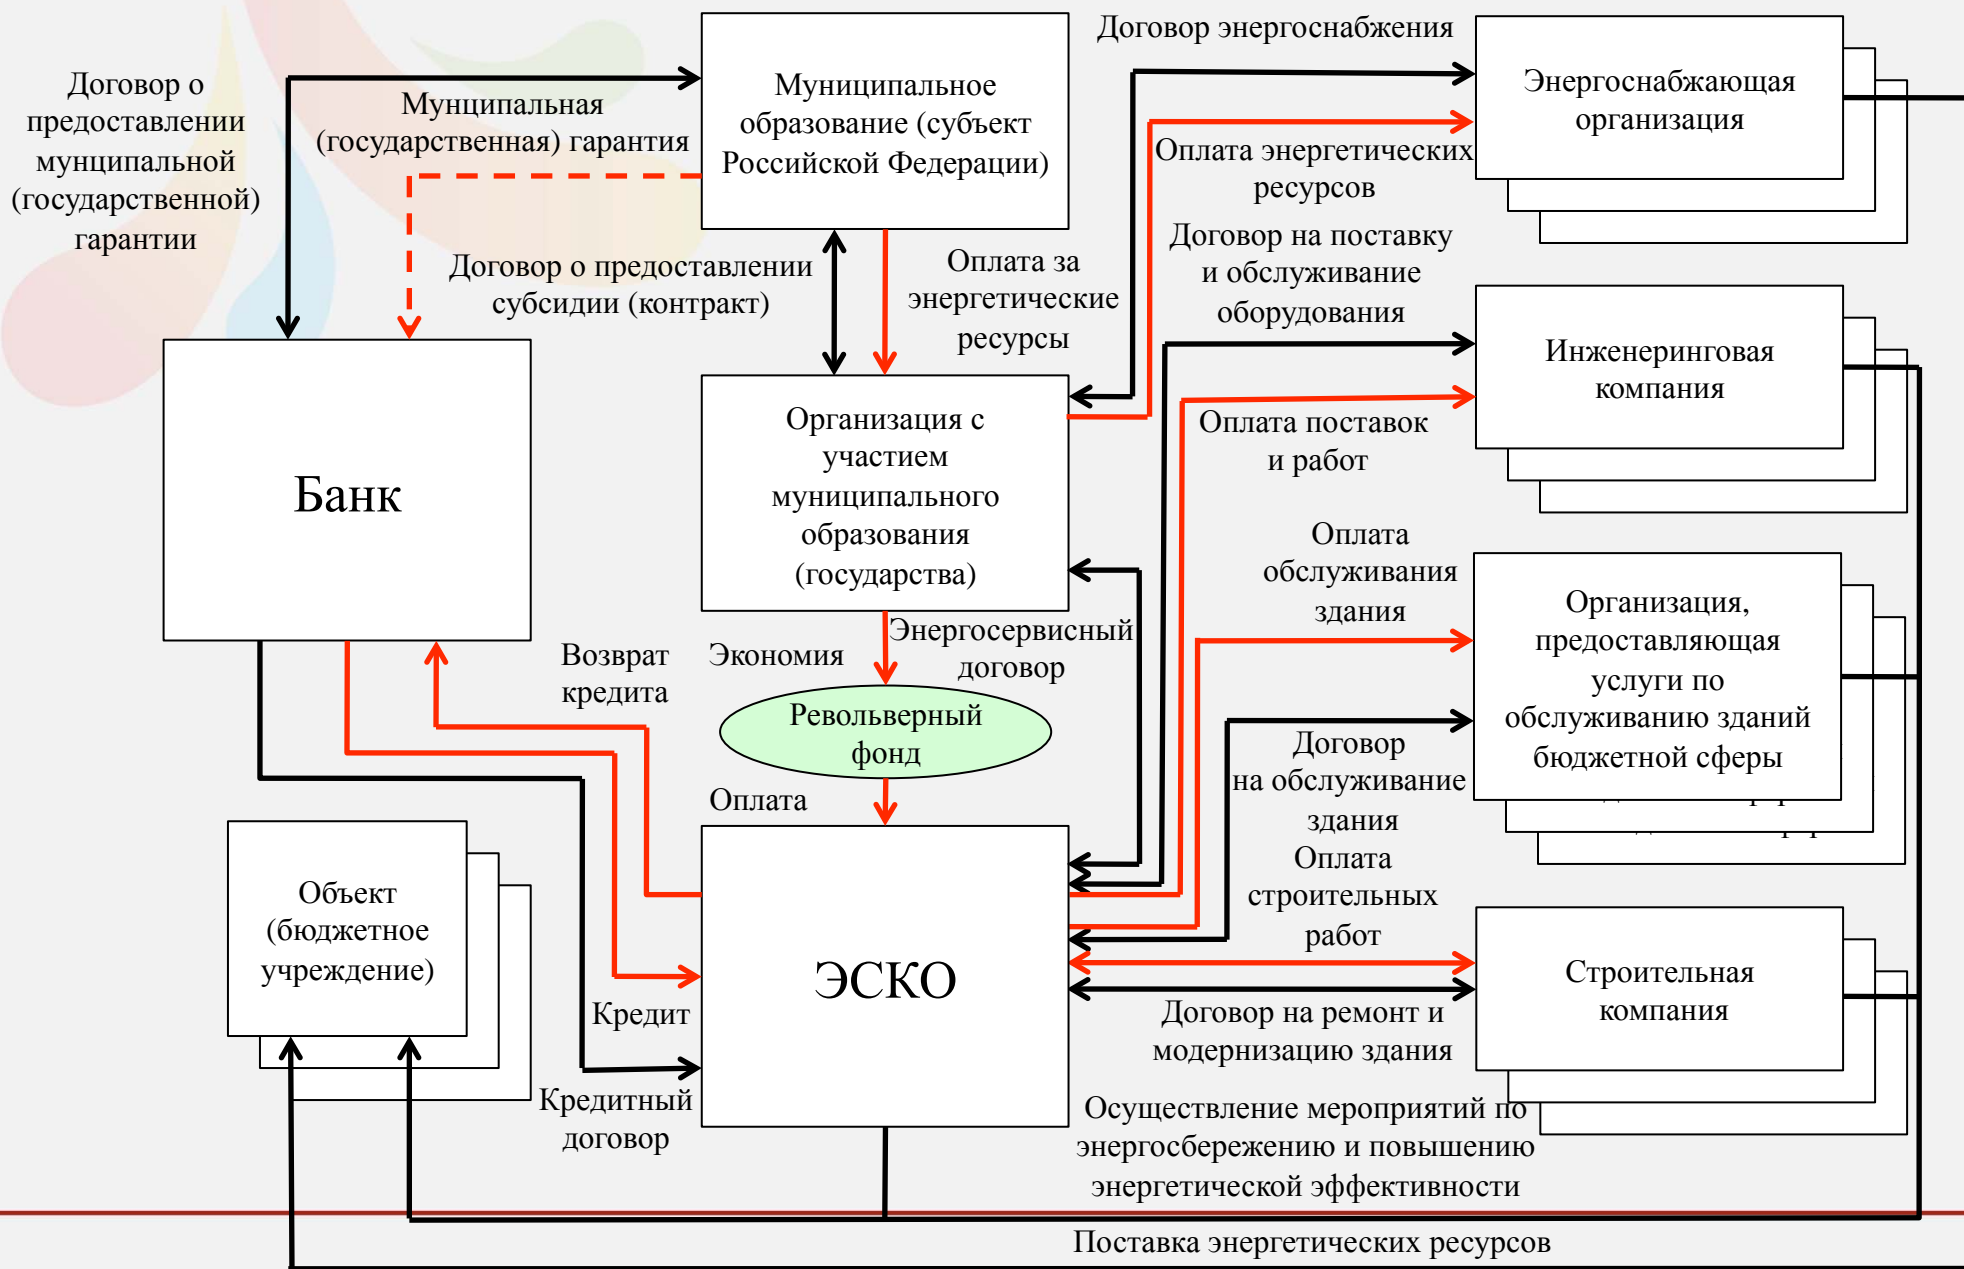 Договор о
предоставлении
мунципальной
(государственной)
гарантии
Мунципальная
(государственная) гарантия
Муниципальное
образование (субъект
Российской Федерации)
Договор энергоснабжения
Энергоснабжающая
организация
Оплата энергетических
ресурсов
Договор о предоставлении
субсидии (контракт)
Оплата за
энергетические
ресурсы
Договор на поставку
и обслуживание
оборудования
Инженеринговая
компания
Оплата поставок
и работ
Банк
Организация с
участием
муниципального
образования
(государства)
Оплата
обслуживания
здания
Организация,
предоставляющая
услуги по
обслуживанию зданий
бюджетной сферы
Возврат
кредита
Экономия
Энергосервисный
договор
Револьверный
фонд
Оплата
Договор
на обслуживание
здания
Оплата
строительных
работ
Объект
(бюджетное
учреждение)
ЭСКО
Строительная
компания
Кредит
Договор на ремонт и
модернизацию здания
Кредитный
договор
Осуществление мероприятий по
энергосбережению и повышению
энергетической эффективности
Поставка энергетических ресурсов